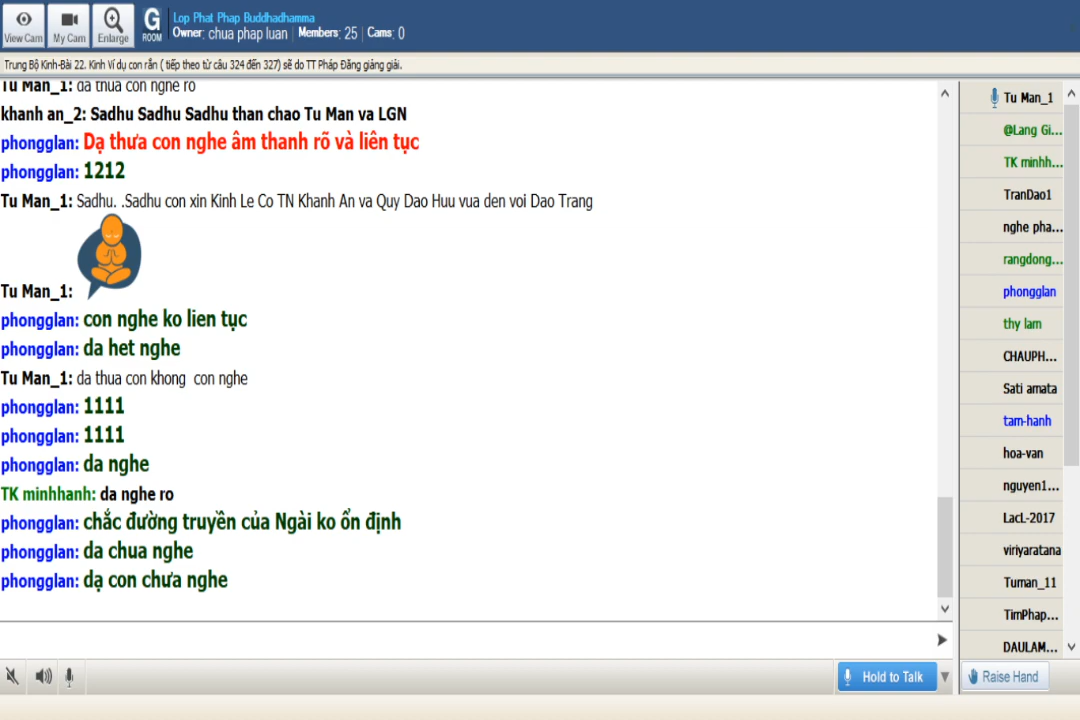 View Cam
My Cam
Enlarge
G
ROOM
Lop Phat Phap Buddhadhamma
Owner: chua phap luan | Members: 25 | Cams: 0
Trung Bộ Kinh-Bài 22. Kinh Ví dụ con rắn ( tiếp theo từ câu 324 đến 327) sẽ do TT Pháp Đăng giảng giải.
Tu Man_1: da thua con nghe ro
khanh an_2: Sadhu Sadhu Sadhu than chao Tu Man va LGN
phongglan: Dạ thưa con nghe âm thanh rõ và liên tục
phongglan: 1212
Tu Man_1: Sadhu. .Sadhu con xin Kinh Le Co TN Khanh An va Quy Dao Huu vua den voi Dao Trang
Tu Man_1:
phongglan: con nghe ko lien tục
phongglan: da het nghe
Tu Man_1: da thua con khong  con nghe
phongglan: 1111
phongglan: 1111
phongglan: da nghe
TK minhhanh: da nghe ro
phongglan: chắc đường truyền của Ngài ko ổn định
phongglan: da chua nghe
phongglan: dạ con chưa nghe
Tu Man_1
@Lang Gi...
TK minhh...
TranDao1
nghe pha...
rangdong...
phongglan
thy lam
CHAUPH...
Sati amata
tam-hanh
hoa-van
nguyen1...
LacL-2017
viriyaratana
Tuman_11
TimPhap...
DAULAM...
Hold to Talk
Raise Hand